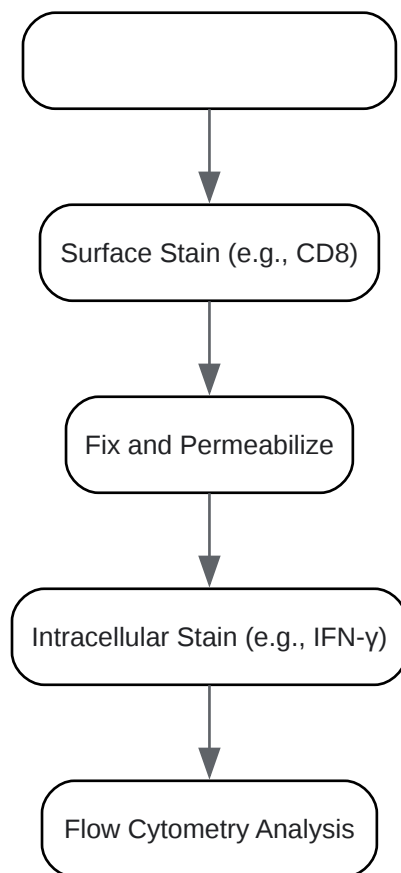 Surface Stain (e.g., CD8)
Fix and Permeabilize
Intracellular Stain (e.g., IFN-γ)
Flow Cytometry Analysis